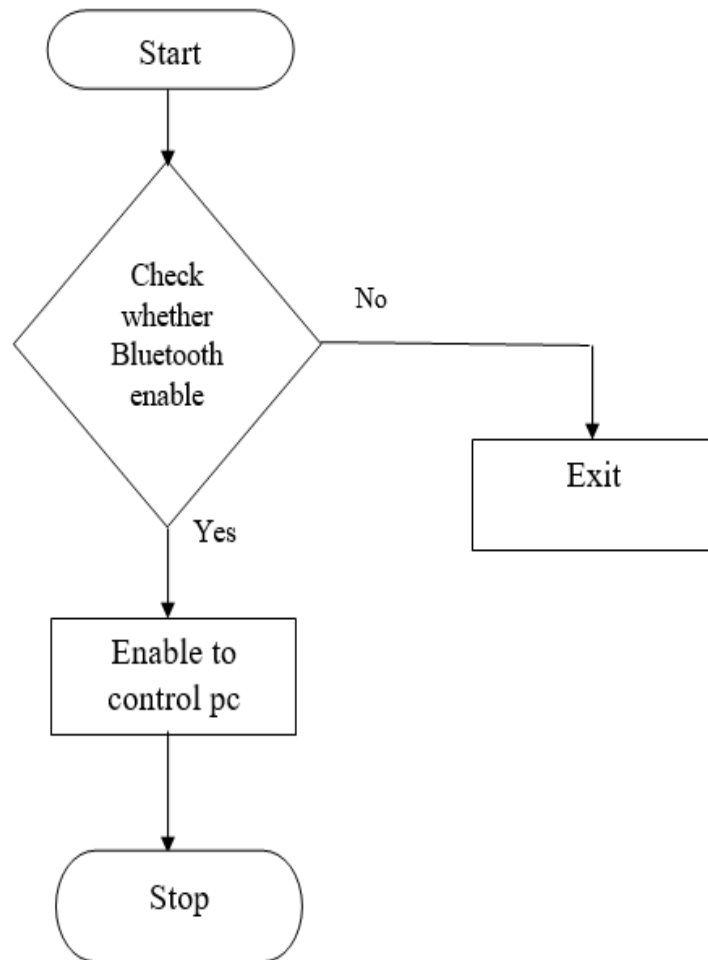 Start
Check
whether
Bluetooth
enable
No
Exit
Yes
Enable to
control pc
Stop